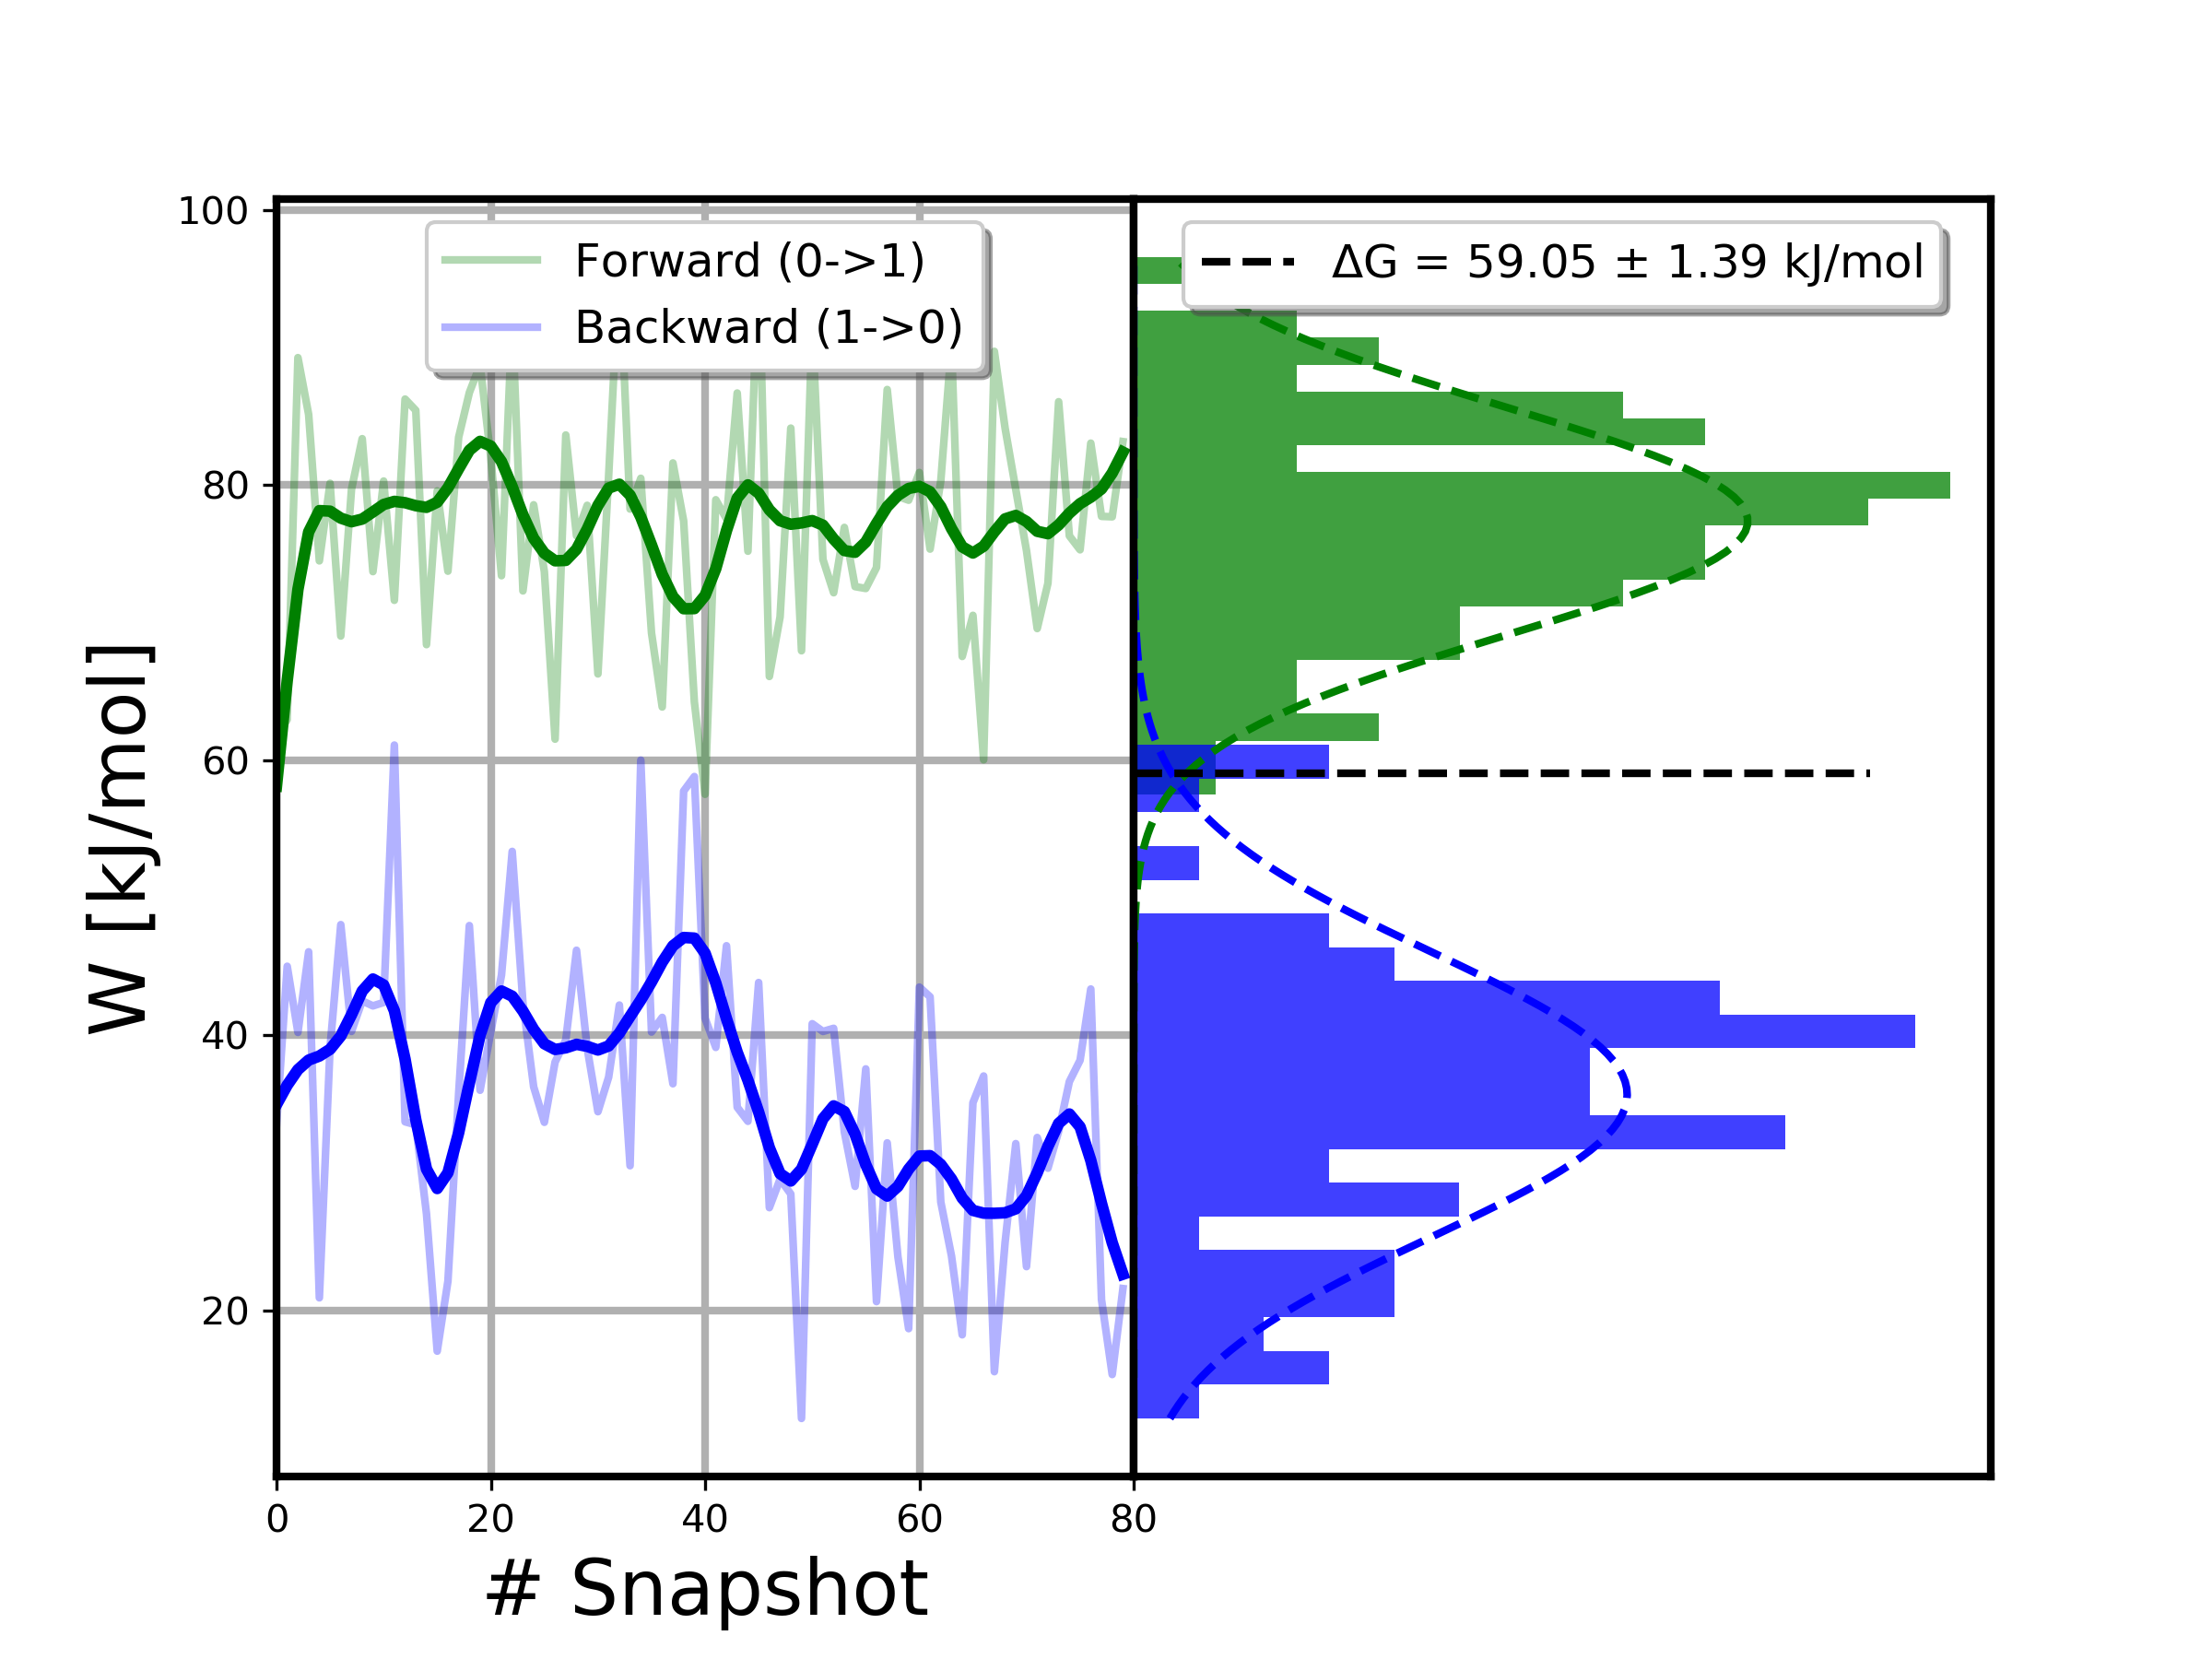 100
80
60
40
20
W [kJ/mol]
Forward (0->1)
Backward (1->0)
ΔG = 59.05 ± 1.39 kJ/mol
0 20 40 60 80
# Snapshot